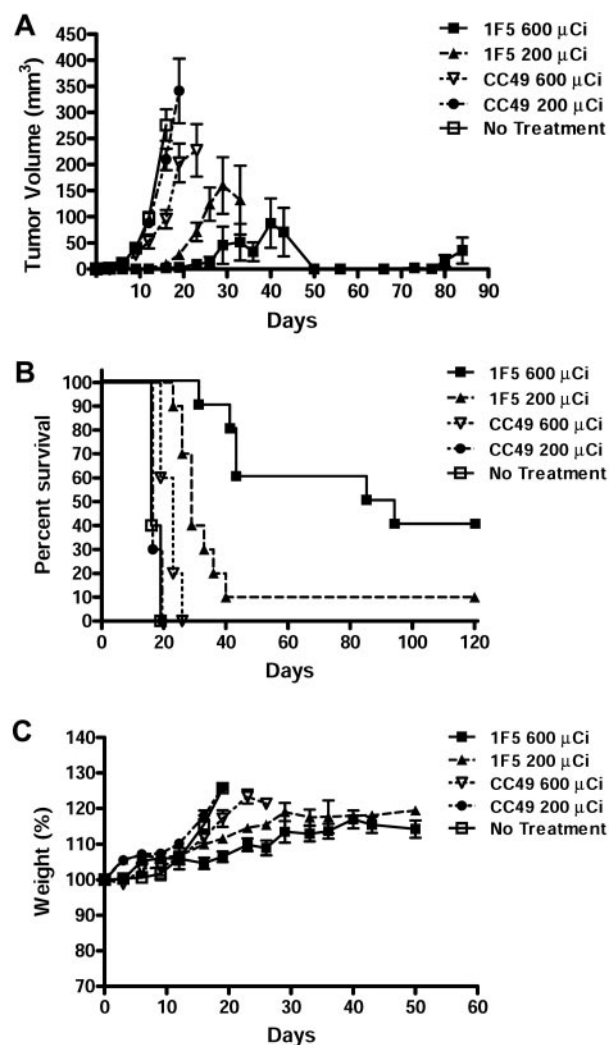 A
1F5 600 μCi
1F5 200 μCi
CC49 600 μCi
CC49 200 μCi
No Treatment
Tumor Volume (mm³)
450
400
350
300
250
200
150
100
50
0
0 10 20 30 40 50 60 70 80 90
Days
B
1F5 600 μCi
1F5 200 μCi
CC49 600 μCi
CC49 200 μCi
No Treatment
Percent survival
100
90
80
70
60
50
40
30
20
10
0
0 20 40 60 80 100 120
Days
C
1F5 600 μCi
1F5 200 μCi
CC49 600 μCi
CC49 200 μCi
No Treatment
Weight (%)
140
130
120
110
100
90
80
70
0 10 20 30 40 50 60
Days